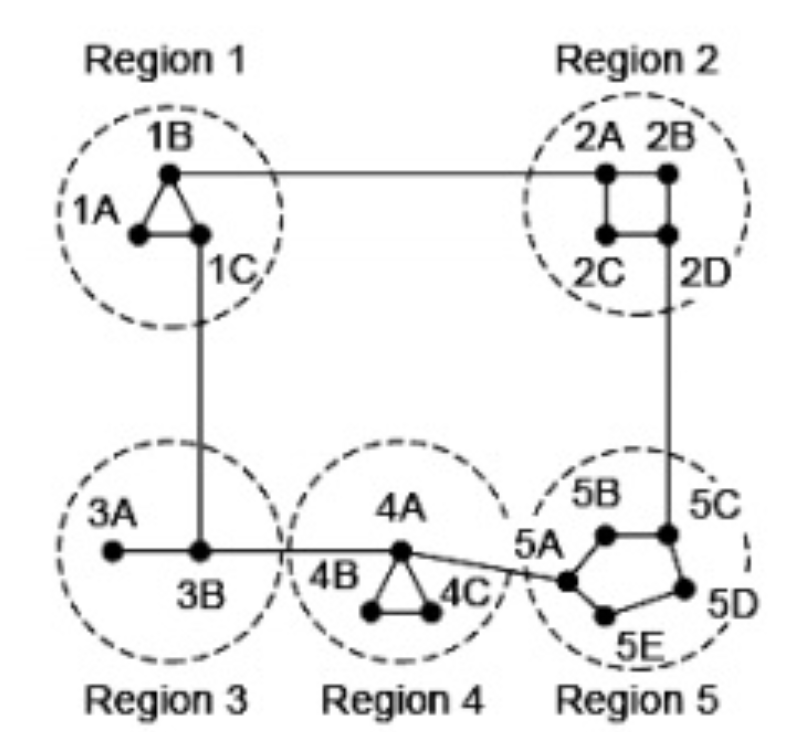 Region 1
Region 2
1B
2A 2B
1A
1C
2C
2D
3A
4A
5B
5C
5A
3B
4B
4C
5D
5E
Region 3
Region 4
Region 5